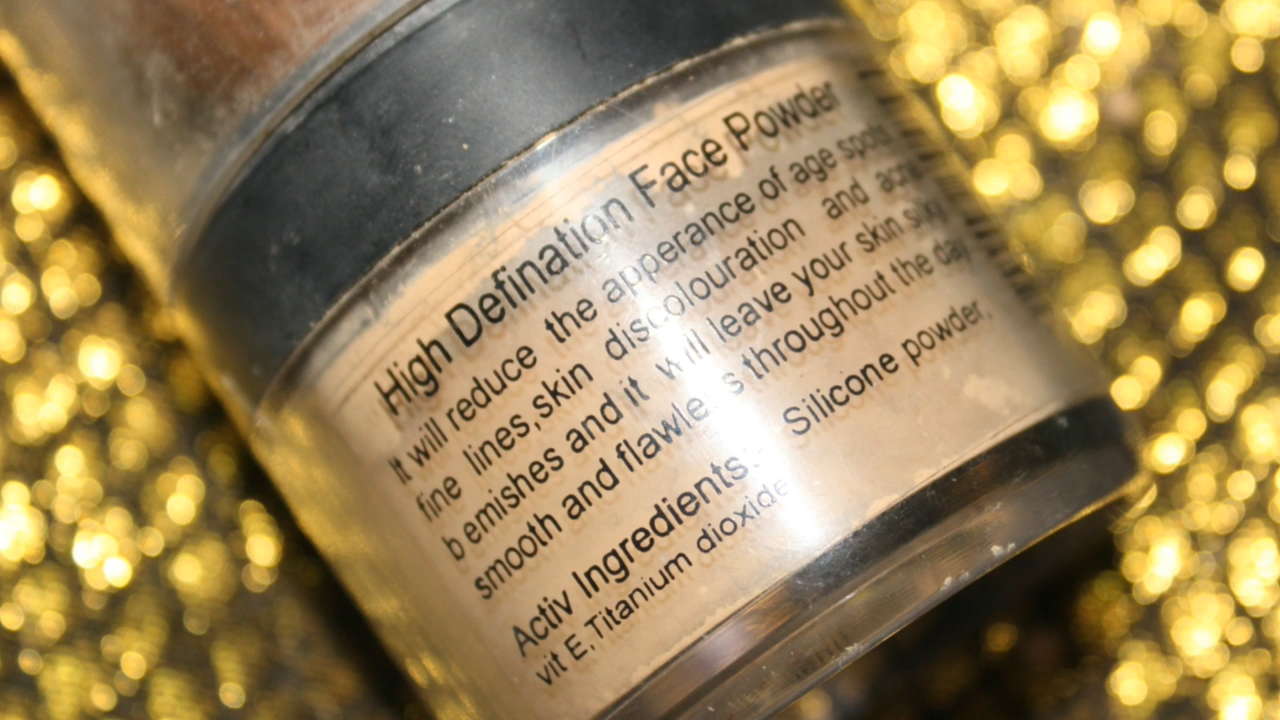 High Defination Face Powder
It will reduce the apperance of age spots
fine lines,skin discolouration and acne
bemishes and it will leave your skin silky
smooth and flawless throughout the day
Activ Ingredients: Silicone powder,
vit E, Titanium dioxide